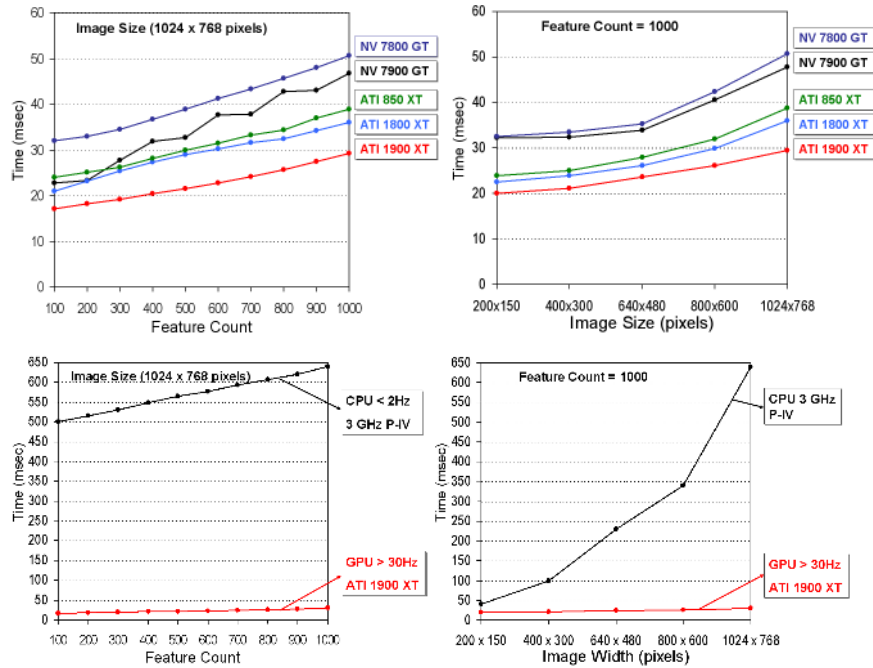 Image Size (1024 x 768 pixels)
60
50
40
30
20
10
0
Time (msec)
100 200 300 400 500 600 700 800 900 1000
Feature Count
NV 7800 GT
NV 7900 GT
ATI 850 XT
ATI 1800 XT
ATI 1900 XT
Feature Count = 1000
60
50
40
30
20
10
0
Time (msec)
200x150 400x300 640x480 800x600 1024x768
Image Size (pixels)
NV 7800 GT
NV 7900 GT
ATI 850 XT
ATI 1800 XT
ATI 1900 XT
Image Size (1024 x 768 pixels)
650
600
550
500
450
400
350
300
250
200
150
100
50
0
Time (msec)
100 200 300 400 500 600 700 800 900 1000
Feature Count
CPU < 2Hz
3 GHz P-IV
GPU > 30Hz
ATI 1900 XT
Feature Count = 1000
650
600
550
500
450
400
350
300
250
200
150
100
50
0
Time (msec)
200 x 150 400 x 300 640 x 480 800 x 600 1024 x 768
Image Width (pixels)
CPU 3 GHz
P-IV
GPU > 30Hz
ATI 1900 XT